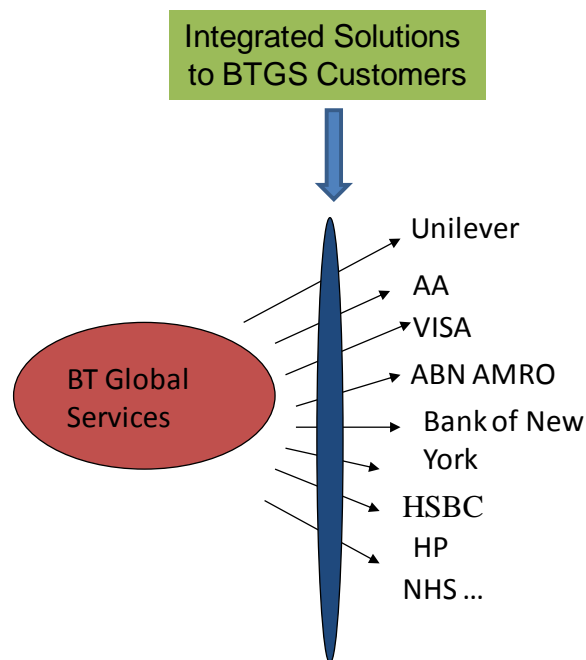 Integrated Solutions
to BTGS Customers
Unilever
AA
VISA
BT Global
Services
ABN AMRO
Bank of New
York
HSBC
HP
NHS ...